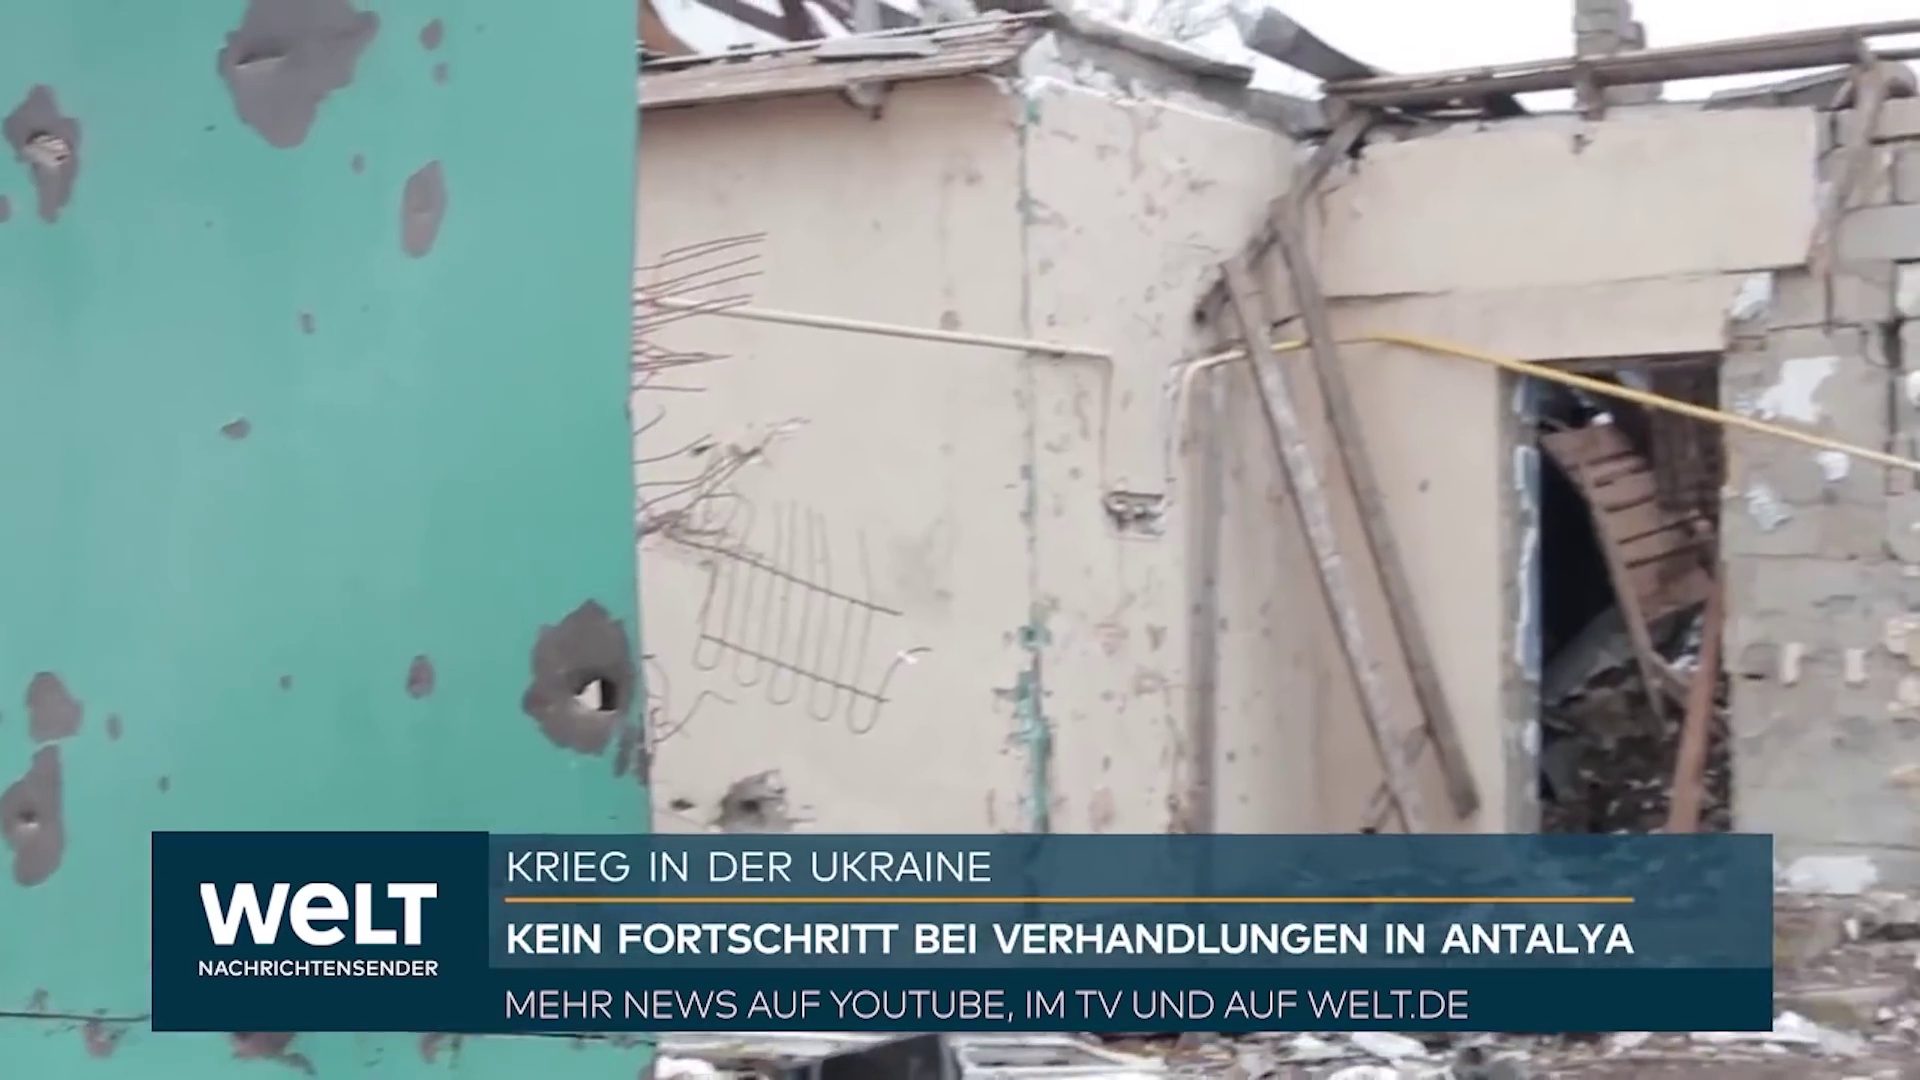 KRIEG IN DER UKRAINE
KEIN FORTSCHRITT BEI VERHANDLUNGEN IN ANTALYA
MEHR NEWS AUF YOUTUBE, IM TV UND AUF WELT.DE
WELT
NACHRICHTENSENDER